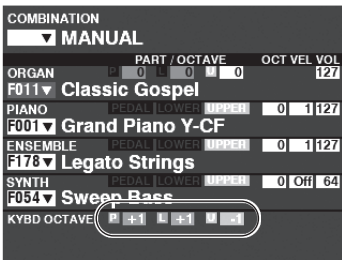 COMBINATION
▼ MANUAL
PART / OCTAVE OCT VEL VOL
ORGAN P 0 L 0 U 0 127
F011▼ Classic Gospel
PIANO PEDAL LOWER UPPER 0 1 127
F001▼ Grand Piano Y-CF
ENSEMBLE PEDAL LOWER UPPER 0 1 127
F178▼ Legato Strings
SYNTH PEDAL LOWER UPPER 0 Off 64
F054▼ Sweep Bass
KYBD OCTAVE P +1 L +1 U -1